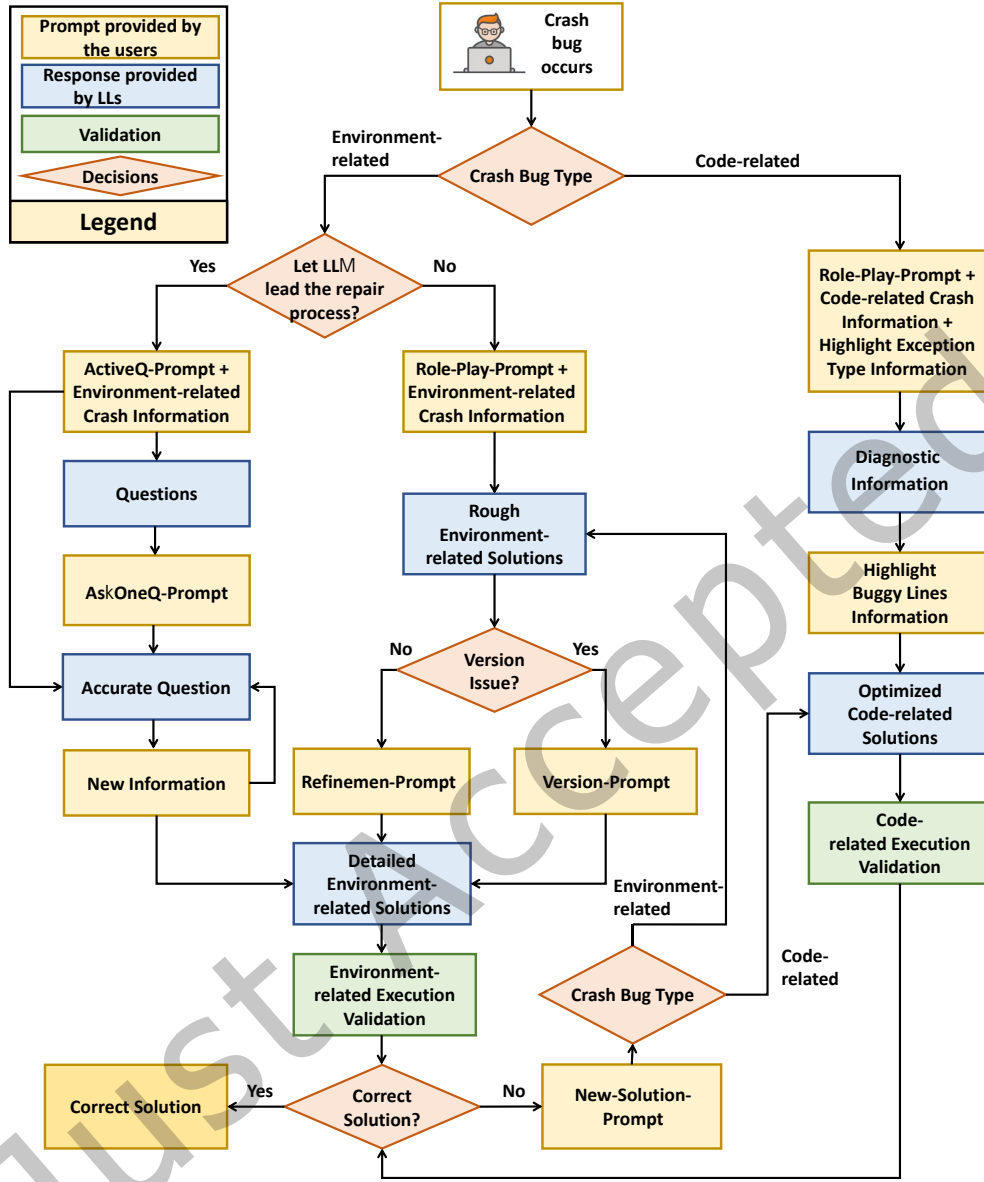 Prompt provided by
the users
Response provided
by LLs
Validation
Decisions
Legend
Crash
bug
occurs
Environment-
related
Crash Bug Type
Code-related
Yes
Let LLM
lead the repair
process?
No
ActiveQ-Prompt +
Environment-related
Crash Information
Role-Play-Prompt +
Environment-related
Crash Information
Role-Play-Prompt +
Code-related Crash
Information +
Highlight Exception
Type Information
Questions
Rough
Environment-
related Solutions
Diagnostic
Information
AskOneQ-Prompt
Highlight
Buggy Lines
Information
Accurate Question
No
Version
Issue?
Yes
Optimized
Code-related
Solutions
New Information
Refinemen-Prompt
Version-Prompt
Code-
related Execution
Validation
Detailed
Environment-
related Solutions
Environment-
related
Environment-
related Execution
Validation
Crash Bug Type
Code-
related
Correct Solution
Yes
Correct
Solution?
No
New-Solution-
Prompt
Just Accepted